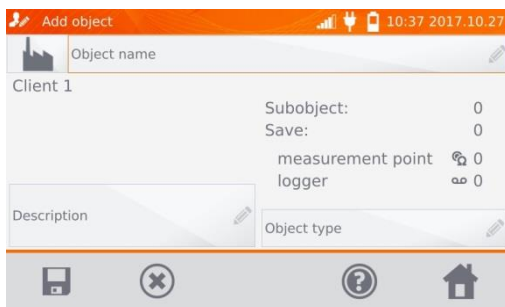 Add object 10:37 2017.10.27
Object name
Client 1
Subobject: 0
Save: 0
measurement point 0
logger 0
Description
Object type